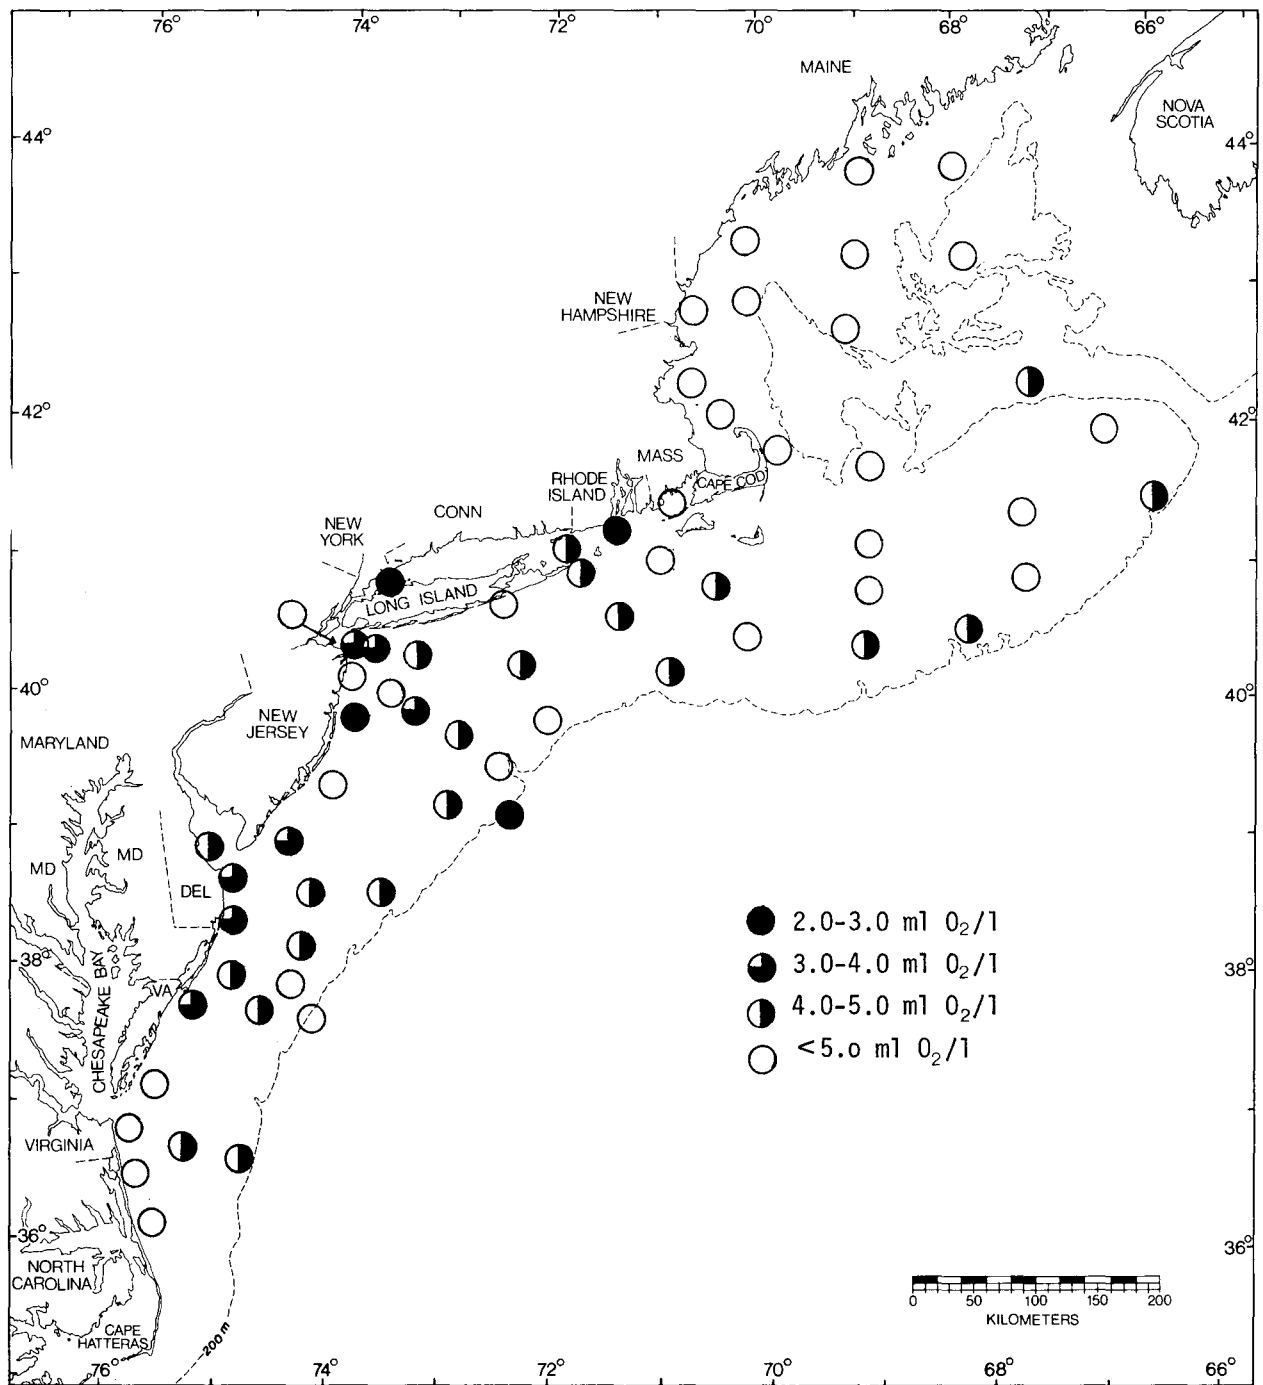 76° 74° 72° 70° 68° 66°
MAINE
NOVA
SCOTIA
44° 44°
NEW
HAMPSHIRE
42° 42°
MASS
CAPE COD
RHODE
ISLAND
CONN
NEW
YORK
LONG ISLAND
40° 40°
NEW
JERSEY
MARYLAND
MD
MD
DEL
2.0-3.0 ml O₂/l
3.0-4.0 ml O₂/l
4.0-5.0 ml O₂/l
<5.o ml O₂/l
38° 38°
CHESAPEAKE BAY
VA
VIRGINIA
36° 36°
NORTH
CAROLINA
CAPE
HATTERAS
200 m
0 50 100 150 200
KILOMETERS
76° 74° 72° 70° 68° 66°